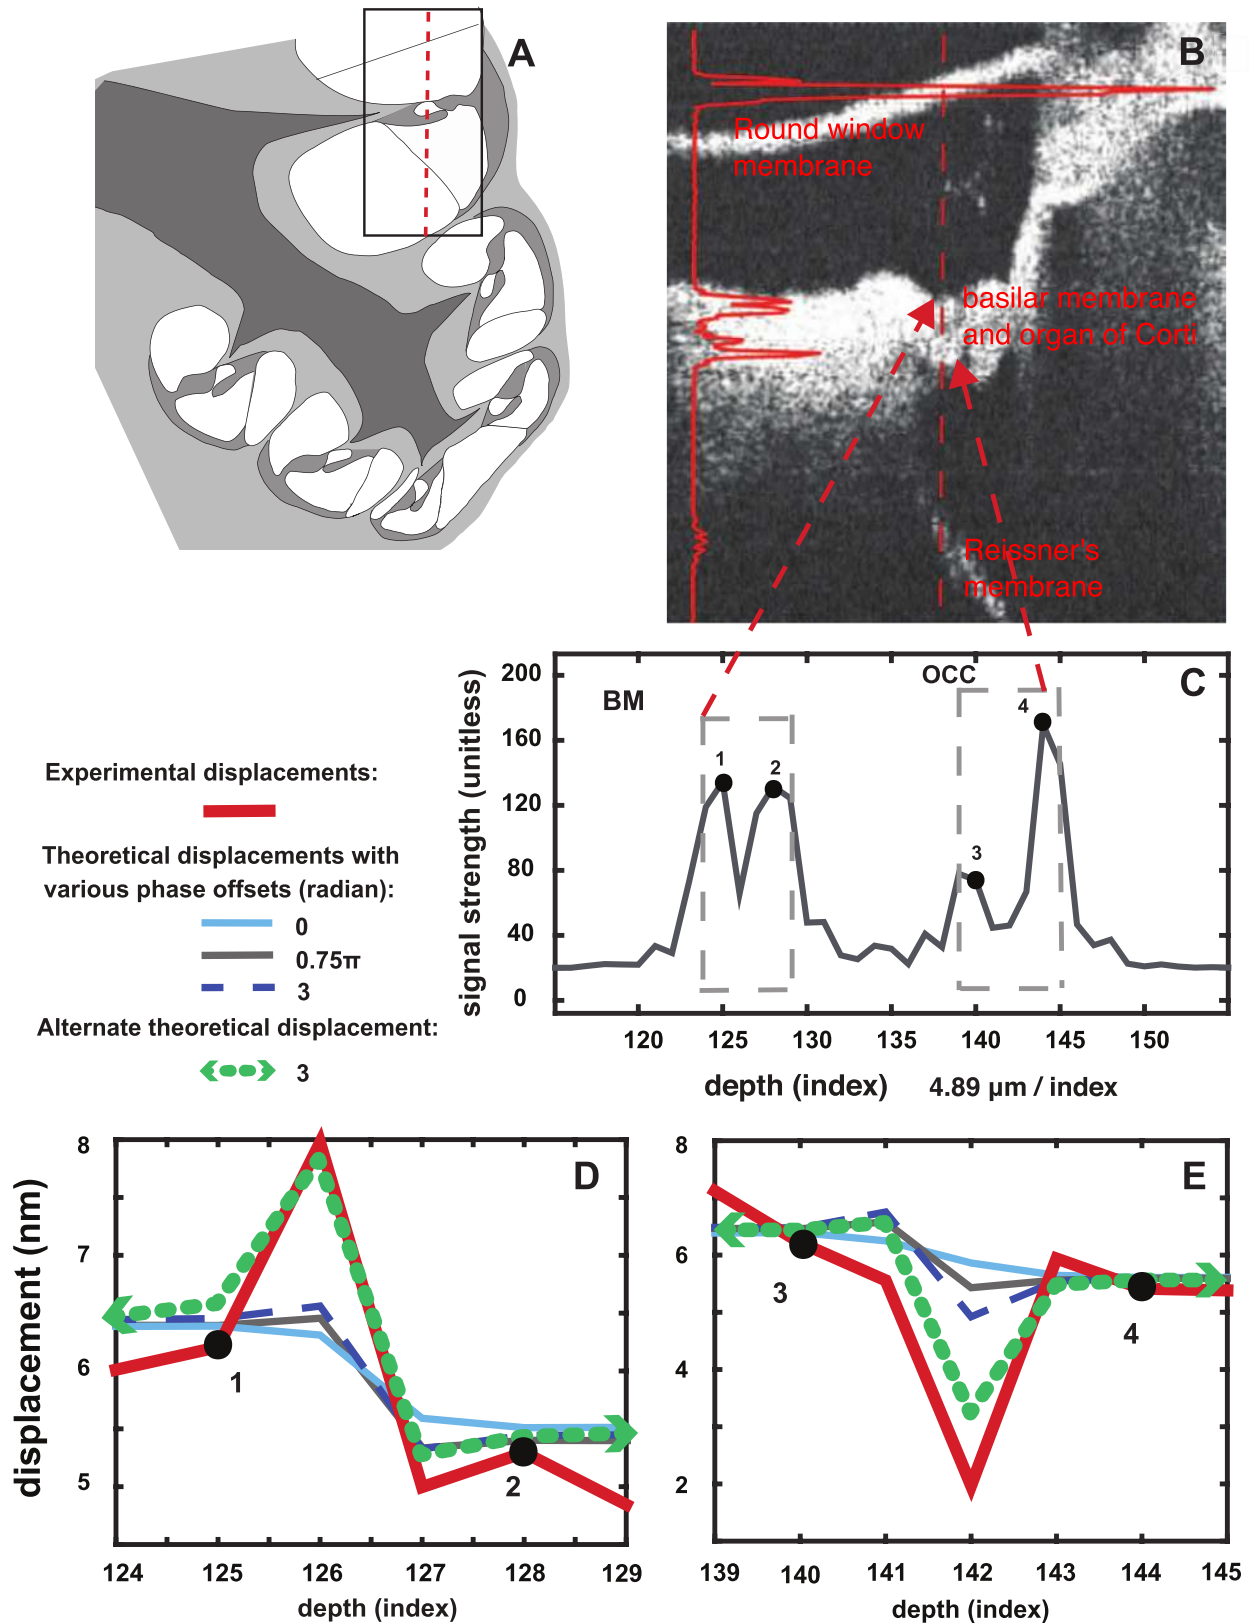 A
B
Round window
membrane
basilar membrane
and organ of Corti
Reissner's
membrane
C
BM
OCC
1
2
3
4
signal strength (unitless)
200
160
120
80
40
0
120 125 130 135 140 145 150
depth (index) 4.89 µm / index
Experimental displacements:
Theoretical displacements with
various phase offsets (radian):
0
0.75π
3
Alternate theoretical displacement:
3
D
displacement (nm)
8
7
6
5
1
2
124 125 126 127 128 129
depth (index)
E
8
6
4
2
3
4
139 140 141 142 143 144 145
depth (index)